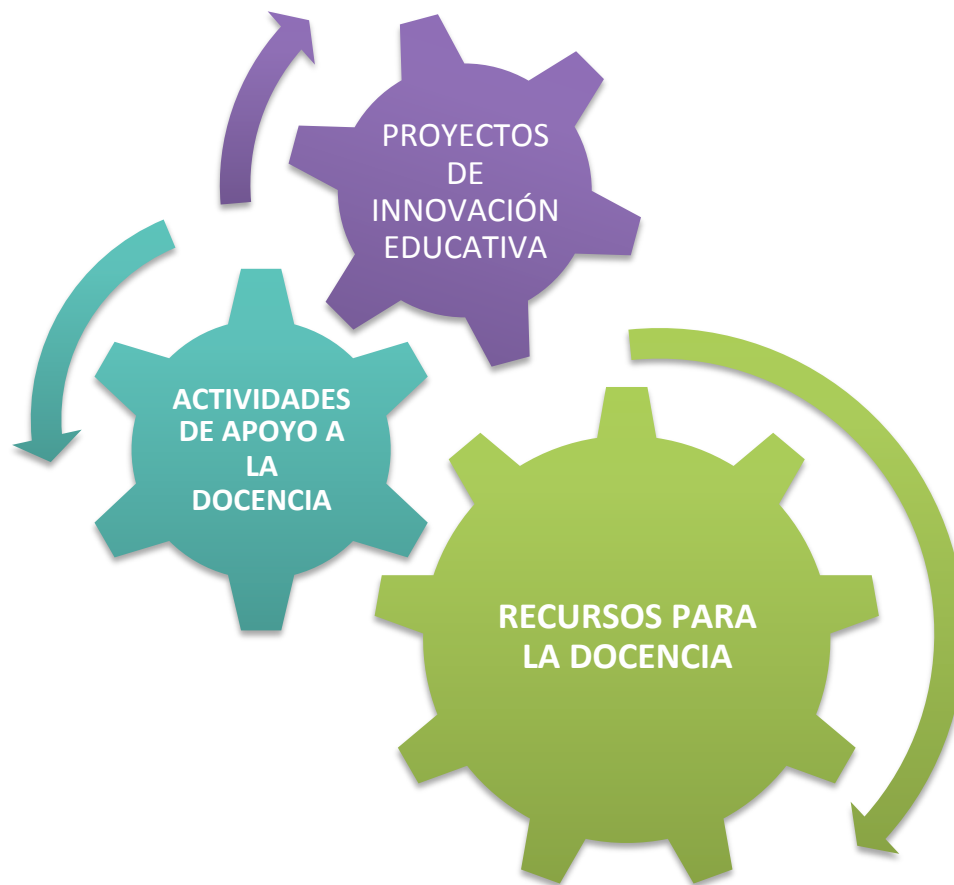 PROYECTOS
DE
INNOVACIÓN
EDUCATIVA
ACTIVIDADES
DE APOYO A
LA
DOCENCIA
RECURSOS PARA
LA DOCENCIA